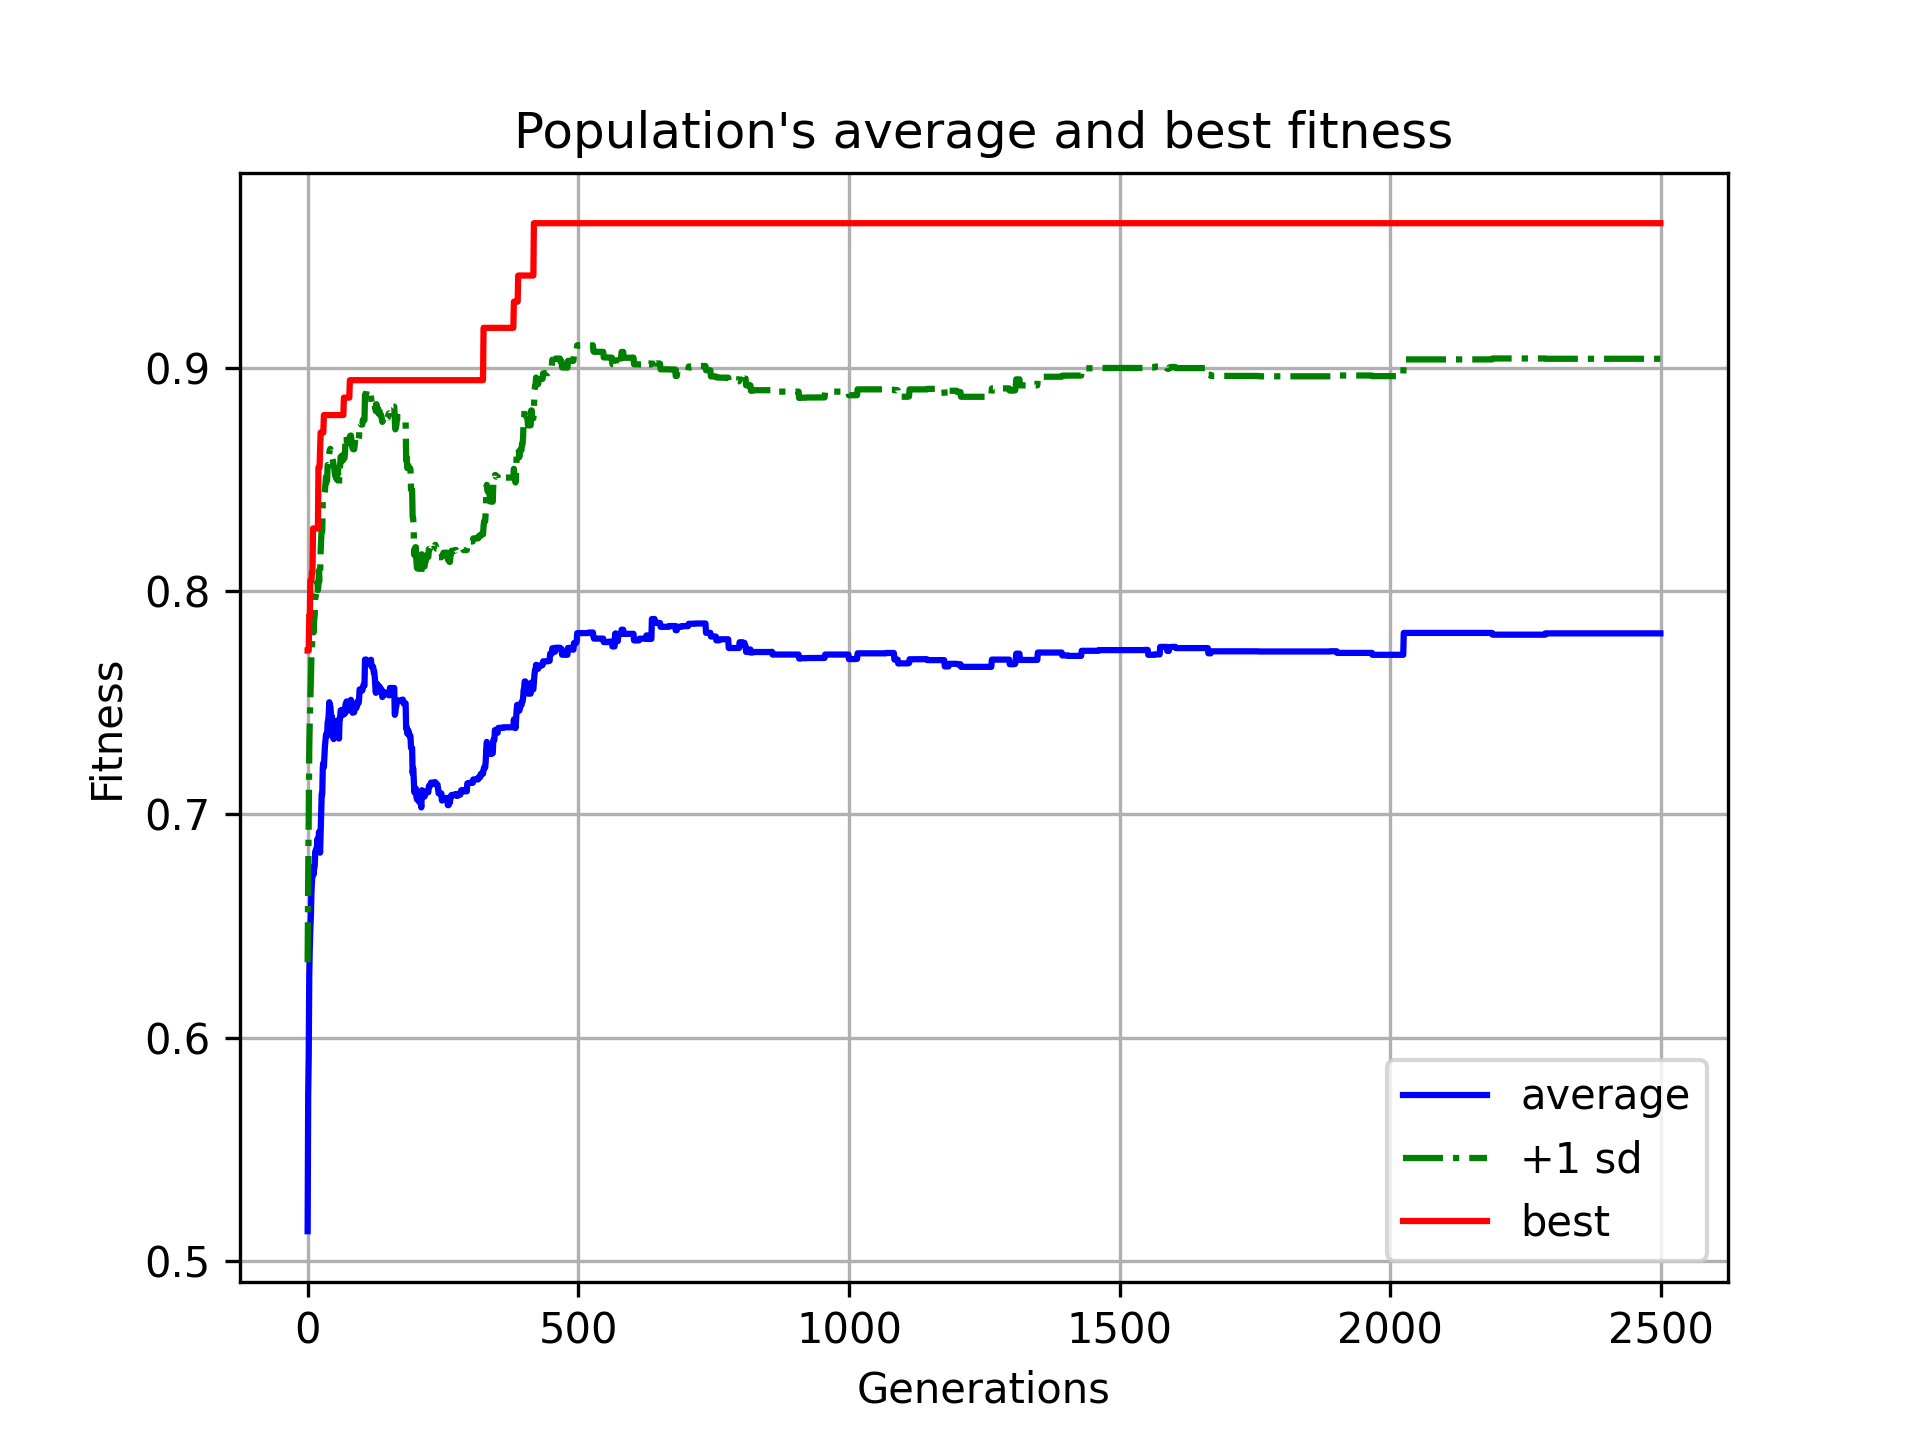 Population's average and best fitness
Fitness
0.9
0.8
0.7
0.6
0.5
0
500
1000
1500
2000
2500
Generations
average
+1 sd
best